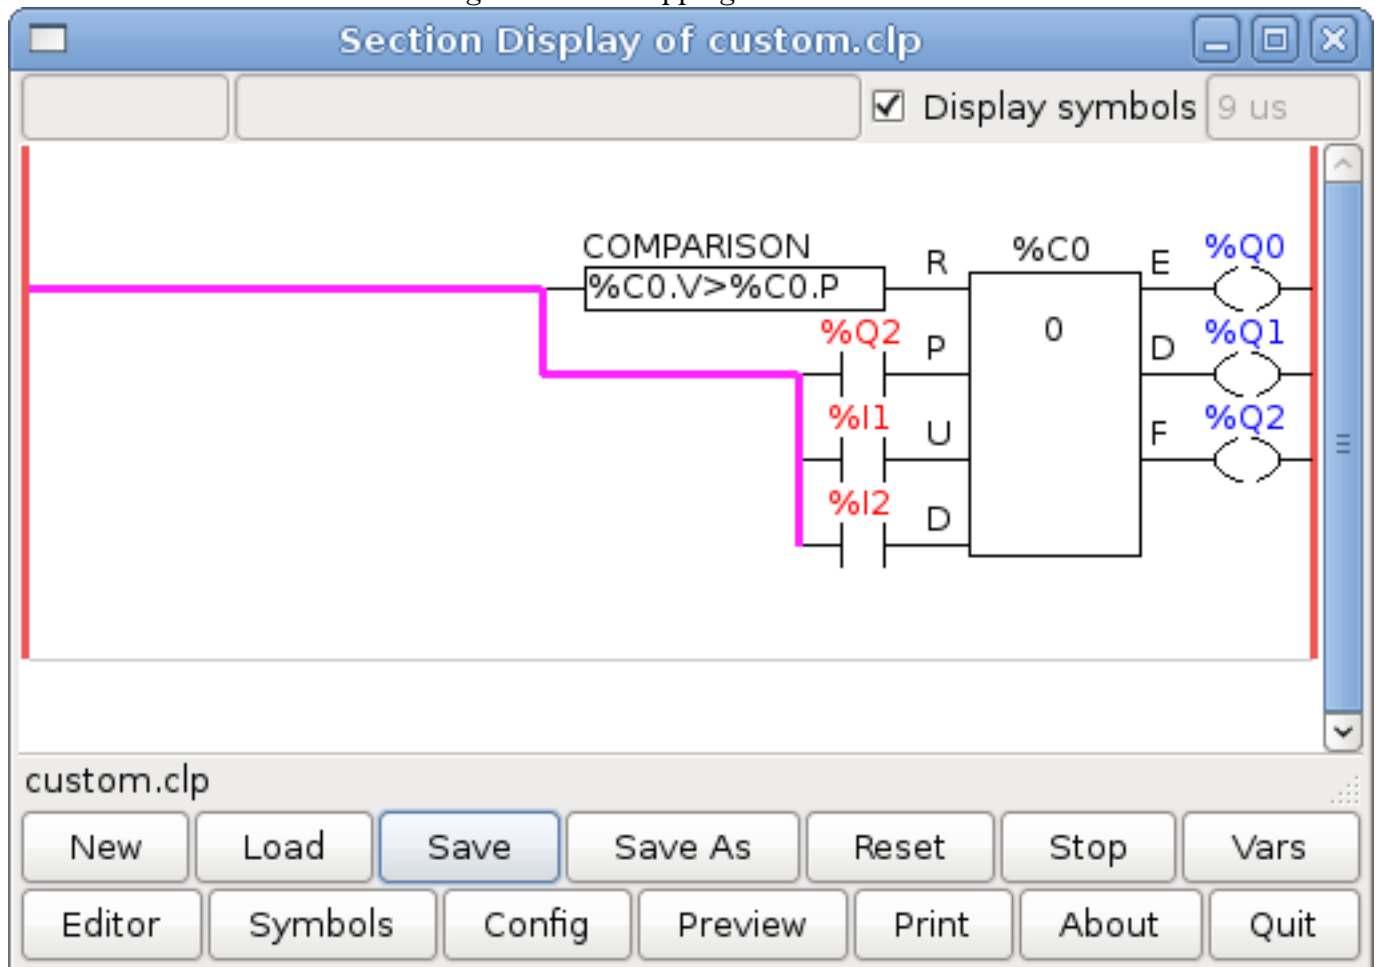 Section Display of custom.clp
Display symbols 9 us
COMPARISON R %C0 E %Q0
%C0.V>%C0.P
%Q2 P 0 D %Q1
%I1 U F %Q2
%I2 D
custom.clp
New Load Save Save As Reset Stop Vars
Editor Symbols Config Preview Print About Quit